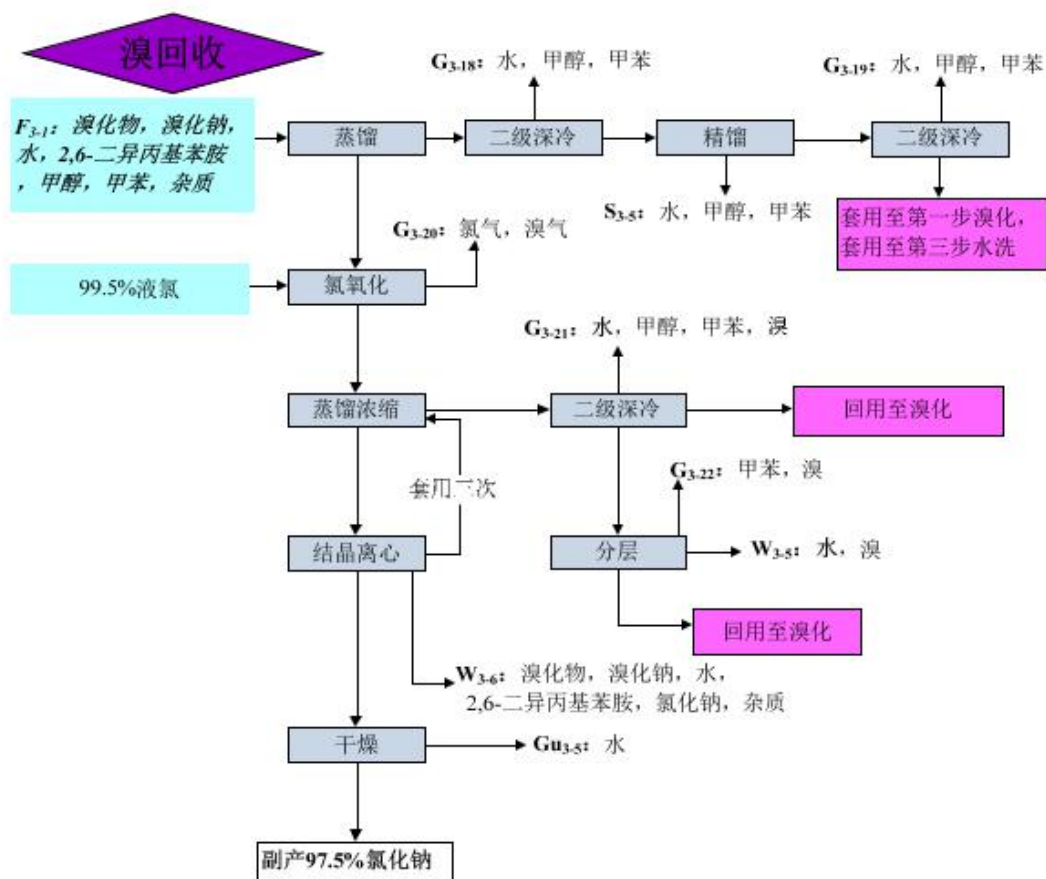 溴回收
G3-18：水，甲醇，甲苯
G3-19：水，甲醇，甲苯
F3-1：溴化物，溴化钠，
水，2,6-二异丙基苯胺
，甲醇，甲苯，杂质
蒸馏
二级深冷
精馏
二级深冷
S3-5：水，甲醇，甲苯
套用至第一步溴化，
套用至第三步水洗
G3-20：氯气，溴气
99.5%液氯
氯氧化
G3-21：水，甲醇，甲苯，溴
蒸馏浓缩
二级深冷
回用至溴化
G3-22：甲苯，溴
套用三次
结晶离心
分层
W3-5：水，溴
回用至溴化
W3-6：溴化物，溴化钠，水，
2,6-二异丙基苯胺，氯化钠，杂质
干燥
Gu3-5：水
副产97.5%氯化钠